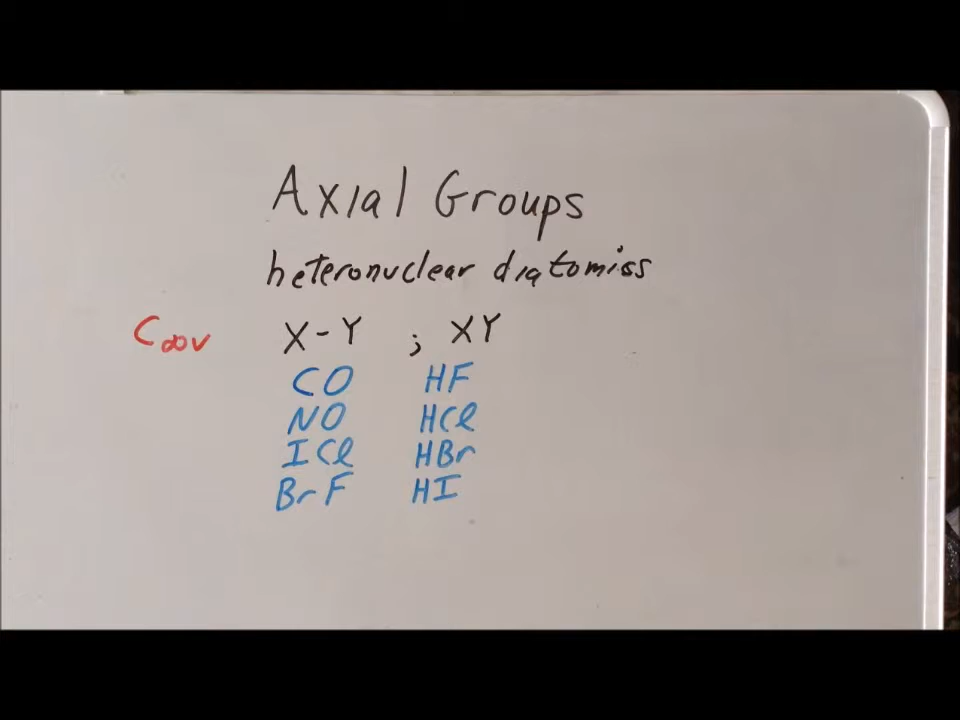 Axial Groups
heteronuclear diatomics
C∞v X-Y ; XY
CO HF
NO HCl
ICl HBr
BrF HI